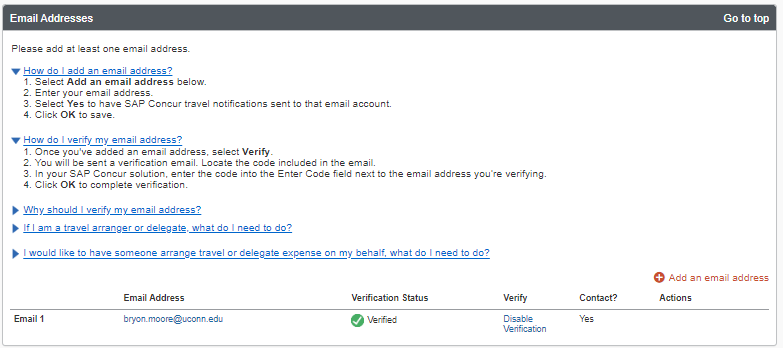 Email Addresses Go to top
Please add at least one email address.
How do I add an email address?
1. Select Add an email address below.
2. Enter your email address.
3. Select Yes to have SAP Concur travel notifications sent to that email account.
4. Click OK to save.
How do I verify my email address?
1. Once you've added an email address, select Verify.
2. You will be sent a verification email. Locate the code included in the email.
3. In your SAP Concur solution, enter the code into the Enter Code field next to the email address you're verifying.
4. Click OK to complete verification.
Why should I verify my email address?
If I am a travel arranger or delegate, what do I need to do?
I would like to have someone arrange travel or delegate expense on my behalf, what do I need to do?
Add an email address
Email Address Verification Status Verify Contact? Actions
Email 1 bryon.moore@uconn.edu Verified Disable Yes
Verification